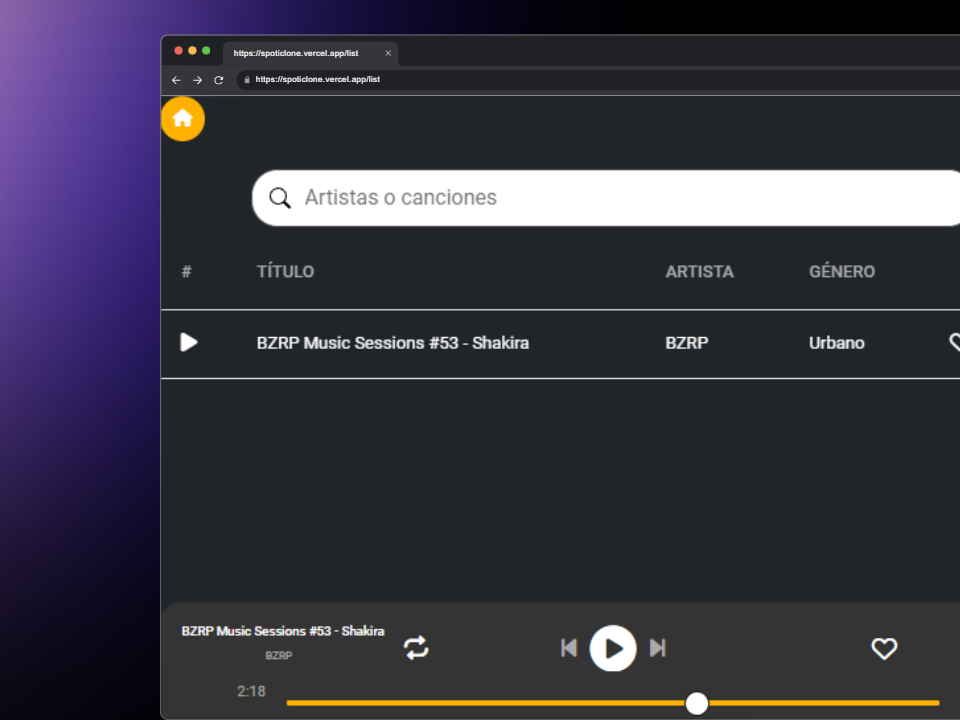 https://spoticlone.vercel.app/list
https://spoticlone.vercel.app/list
Artistas o canciones
# TÍTULO ARTISTA GÉNERO
BZRP Music Sessions #53 - Shakira BZRP Urbano
BZRP Music Sessions #53 - Shakira
BZRP
2:18